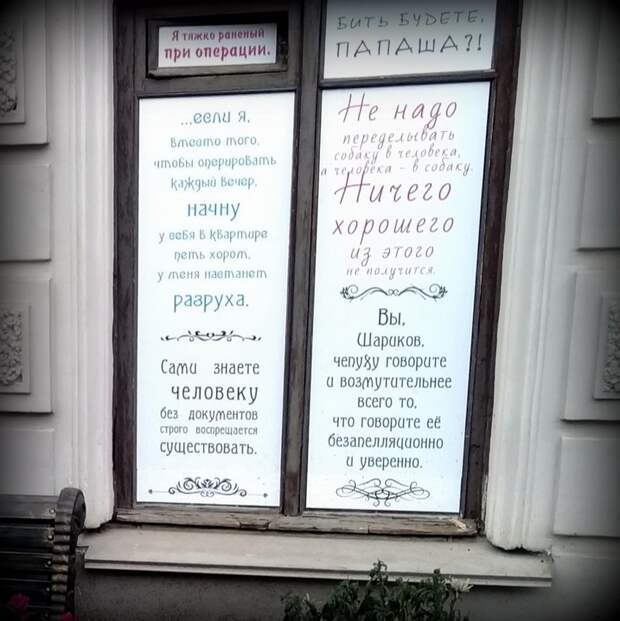 Я тяжко раненый
при операции.
...если я,
вместо того,
чтобы оперировать
каждый вечер,
начну
у себя в квартире
петь хором,
у меня настанет
разруха.
Сами знаете
человеку
без документов
строго воспрещается
существовать.
БИТЬ БУДЕТЕ,
ПАПАША?!
Не надо
переделывать
собаку в человека,
а человека - в собаку.
Ничего
хорошего
из этого
не получится.
Вы,
Шариков,
чепуху говорите
и возмутительнее
всего то,
что говорите её
безапелляционно
и уверенно.